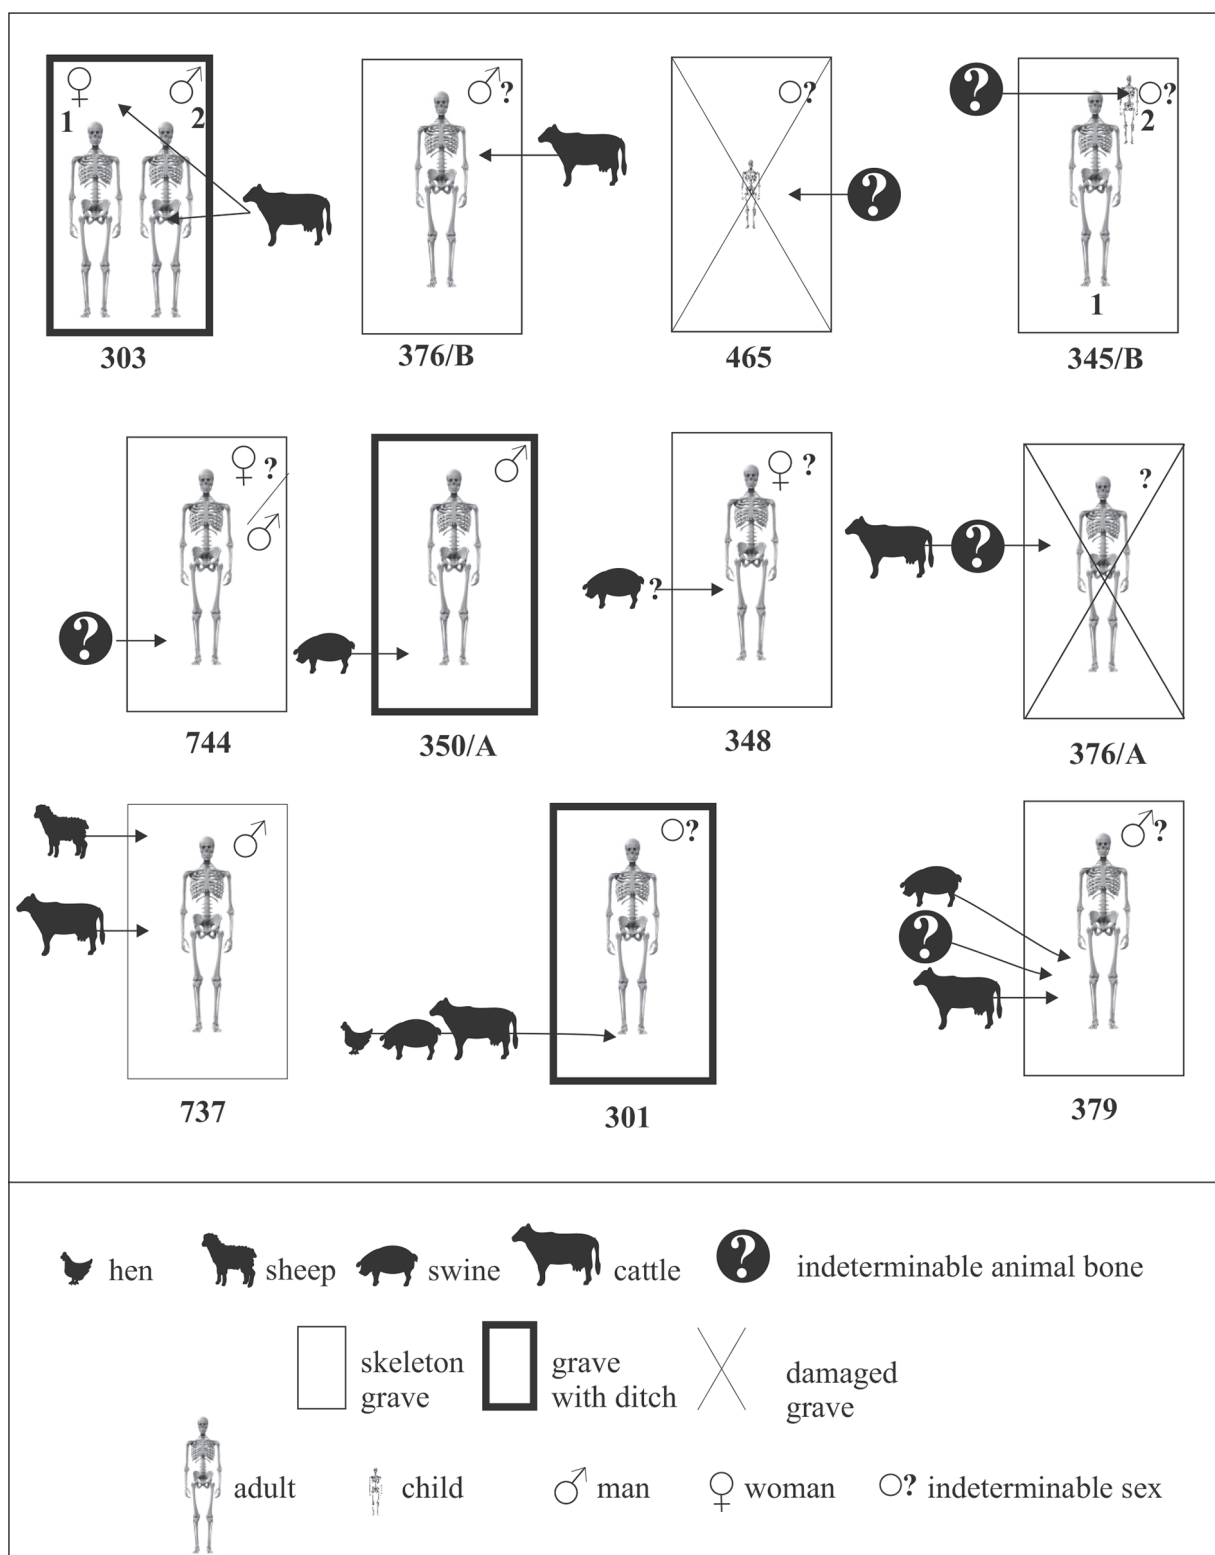 1
2
?
?
?
?
?
2
1
303
376/B
465
345/B
?
?
?
?
?
?
744
350/A
348
376/A
?
?
?
737
301
379
hen
sheep
swine
cattle
?
indeterminable animal bone
skeleton
grave
grave
with ditch
damaged
grave
adult
child
man
woman
? indeterminable sex